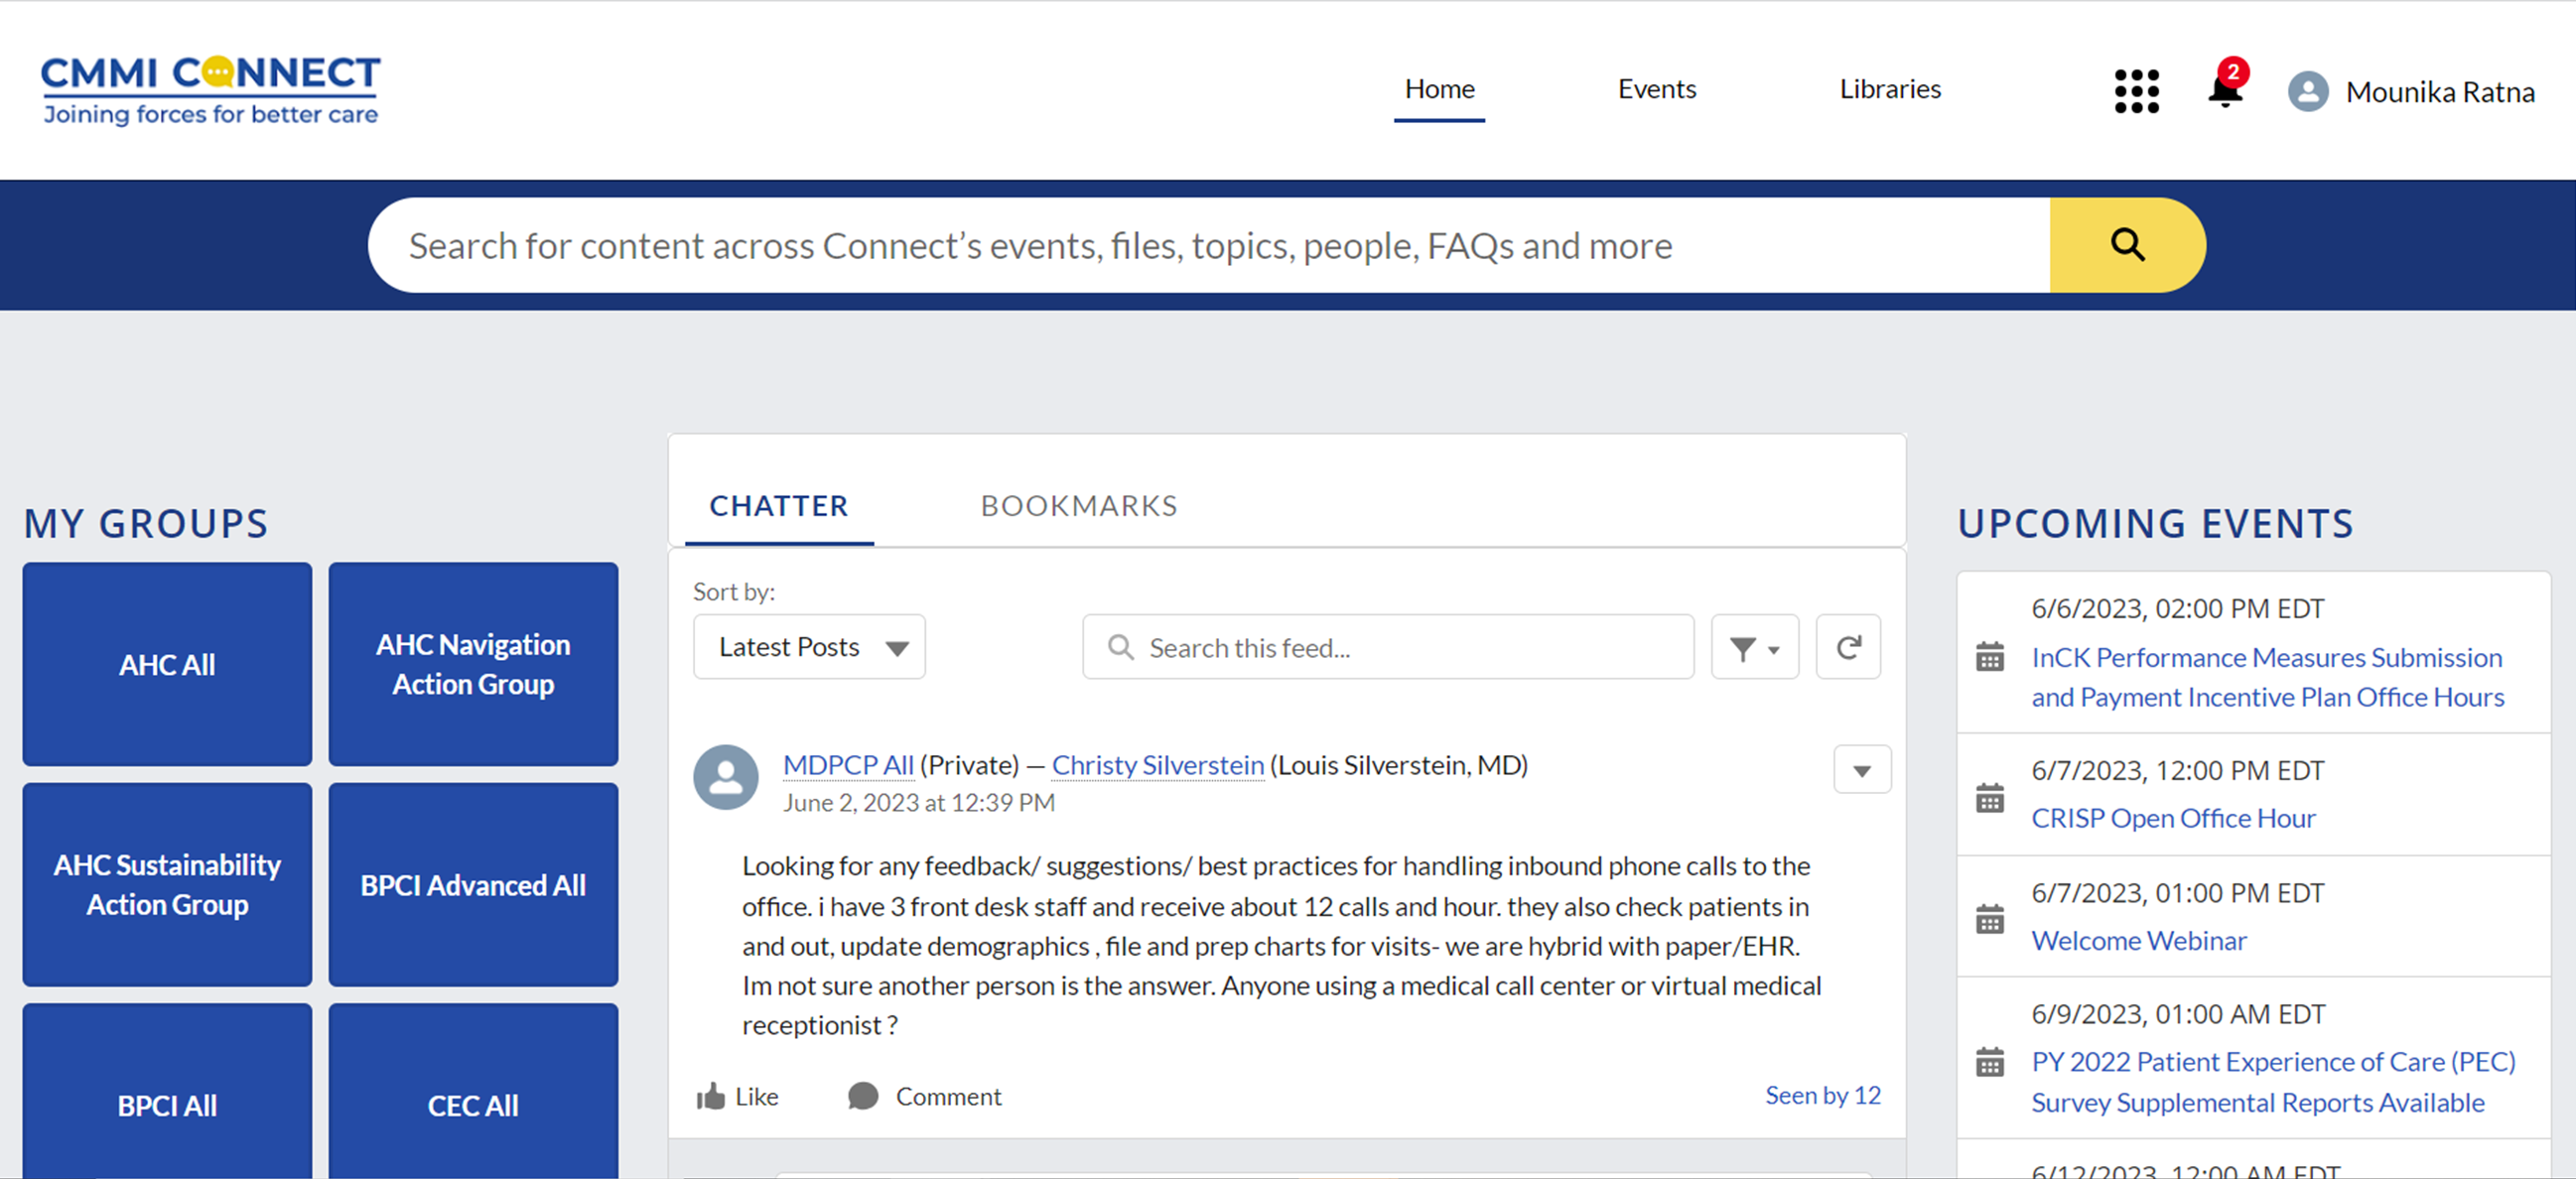 CMMI CONNECT
Joining forces for better care
Home
Events
Libraries
2
Mounika Ratna
Search for content across Connect’s events, files, topics, people, FAQs and more
MY GROUPS
AHC All
AHC Navigation
Action Group
AHC Sustainability
Action Group
BPCI Advanced All
BPCI All
CEC All
CHATTER
BOOKMARKS
Sort by:
Latest Posts
Search this feed...
MDPCP All (Private) — Christy Silverstein (Louis Silverstein, MD)
June 2, 2023 at 12:39 PM
Looking for any feedback/ suggestions/ best practices for handling inbound phone calls to the
office. i have 3 front desk staff and receive about 12 calls and hour. they also check patients in
and out, update demographics , file and prep charts for visits- we are hybrid with paper/EHR.
Im not sure another person is the answer. Anyone using a medical call center or virtual medical
receptionist ?
Like
Comment
Seen by 12
UPCOMING EVENTS
6/6/2023, 02:00 PM EDT
InCK Performance Measures Submission
and Payment Incentive Plan Office Hours
6/7/2023, 12:00 PM EDT
CRISP Open Office Hour
6/7/2023, 01:00 PM EDT
Welcome Webinar
6/9/2023, 01:00 AM EDT
PY 2022 Patient Experience of Care (PEC)
Survey Supplemental Reports Available
6/12/2023, 12:00 AM EDT